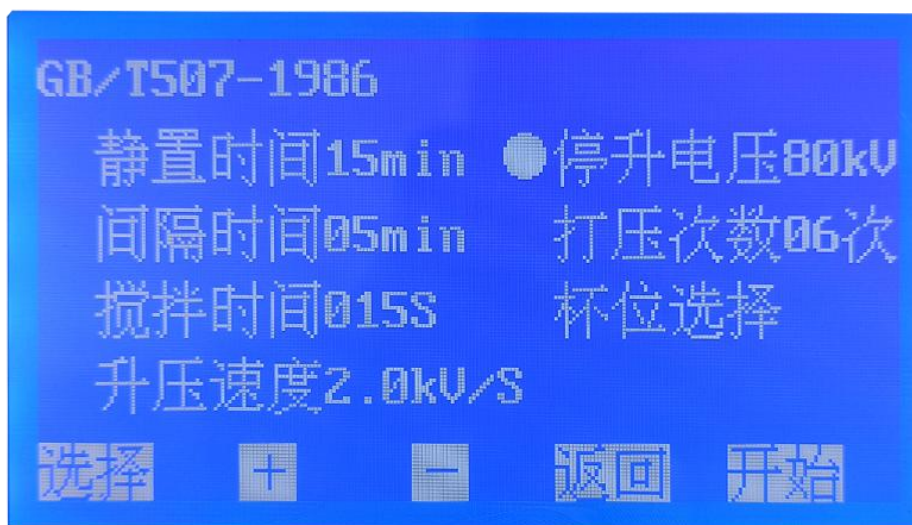 GB/T507-1986
静置时间15min ●停升电压80kV
间隔时间05min 打压次数06次
搅拌时间015S 杯位选择
升压速度2.0kV/S
选择 + - 返回 开始